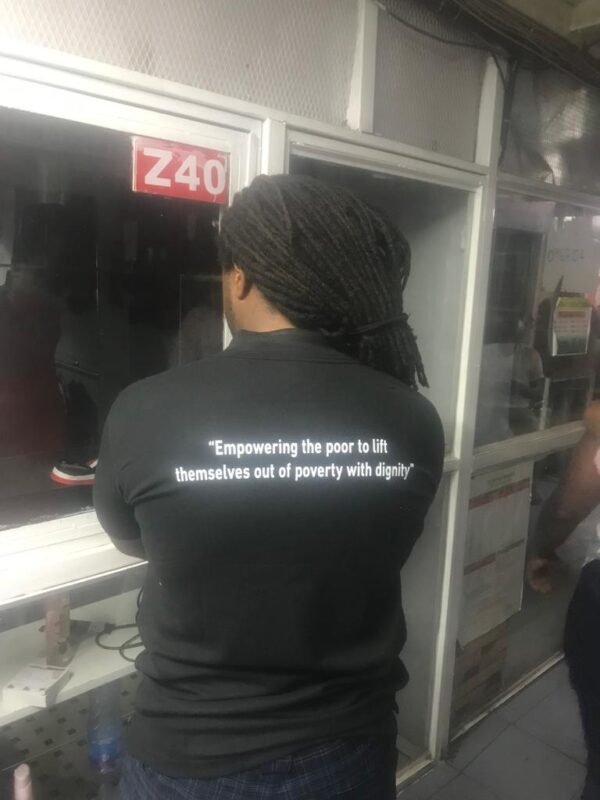 Z40
“Empowering the poor to lift
themselves out of poverty with dignity”